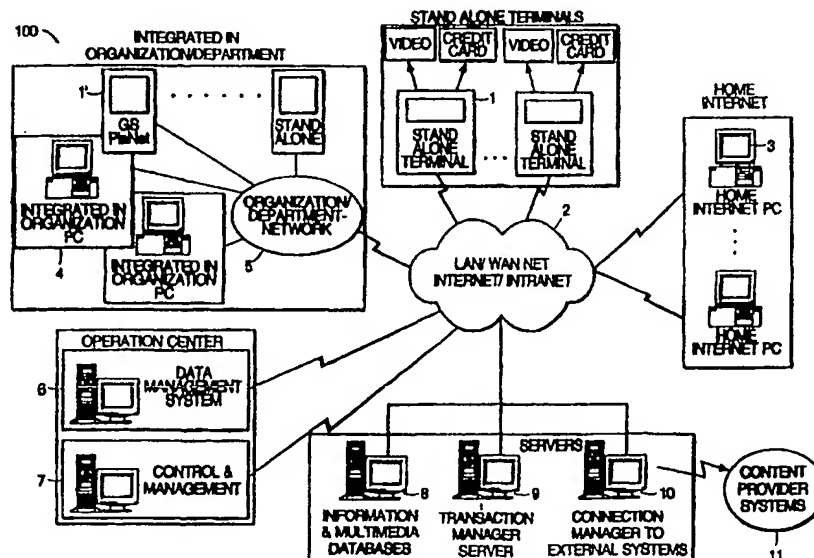 100
INTEGRATED IN
ORGANIZATION/DEPARTMENT
1'
GS
PlaNet
STAND
ALONE
INTEGRATED IN
ORGANIZATION
PC
4
INTEGRATED IN
ORGANIZATION
PC
ORGANIZATION/
DEPARTMENT-
NETWORK
5
STAND ALONE TERMINALS
VIDEO
CREDIT
CARD
VIDEO
CREDIT
CARD
1
STAND
ALONE
TERMINAL
STAND
ALONE
TERMINAL
HOME
INTERNET
3
HOME
INTERNET PC
HOME
INTERNET PC
2
LAN/ WAN NET
INTERNET/ INTRANET
OPERATION CENTER
6
DATA
MANAGEMENT
SYSTEM
7
CONTROL &
MANAGEMENT
SERVERS
8
INFORMATION
& MULTIMEDIA
DATABASES
9
TRANSACTION
MANAGER
SERVER
10
CONNECTION
MANAGER TO
EXTERNAL SYSTEMS
CONTENT
PROVIDER
SYSTEMS
11